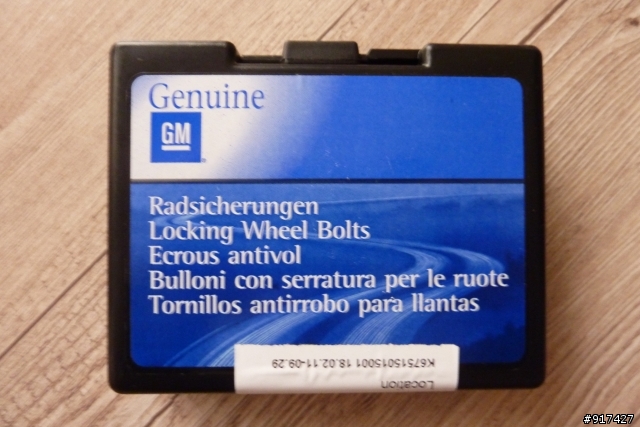 Genuine
GM
Radsicherungen
Locking Wheel Bolts
Ecrous antivol
Bulloni con serratura per le ruote
Tornillos antirrobo para llantas
Location
K67515015001 18.02.11-09.29
#917427